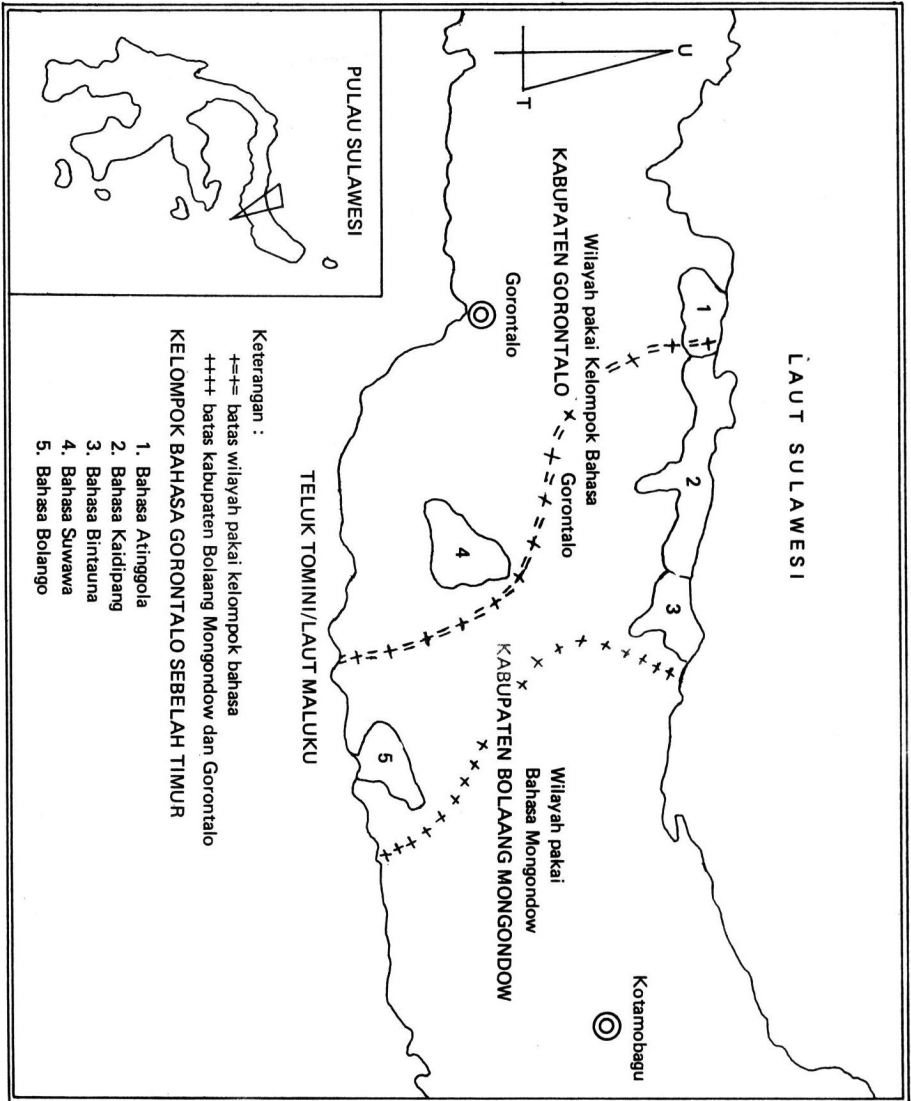 LAUT SULAWESI
U
T
1
2
3
Wilayah pakai Kelompok Bahasa
Gorontalo
KABUPATEN GORONTALO
Gorontalo
4
Wilayah pakai
Bahasa Mongondow
KABUPATEN BOLAANG MONGONDOW
Kotamobagu
5
TELUK TOMINI/LAUT MALUKU
PULAU SULAWESI
Keterangan :
+=+= batas wilayah pakai kelompok bahasa
++++ batas kabupaten Bolaang Mongondow dan Gorontalo
KELOMPOK BAHASA GORONTALO SEBELAH TIMUR
1. Bahasa Atinggola
2. Bahasa Kaidipang
3. Bahasa Bintauna
4. Bahasa Suwawa
5. Bahasa Bolango